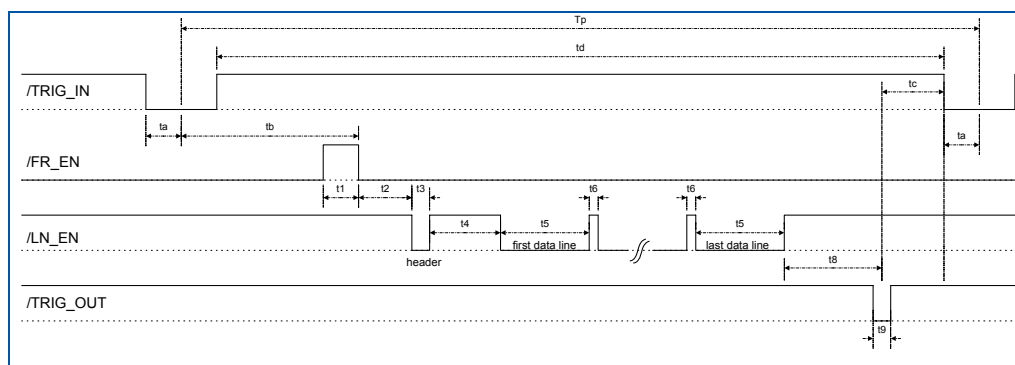 Tp
td
/TRIG_IN
tc
ta
tb
ta
/FR_EN
t1
t2
t3
t6
t6
/LN_EN
t4
t5
t5
first data line
last data line
header
t8
/TRIG_OUT
t9